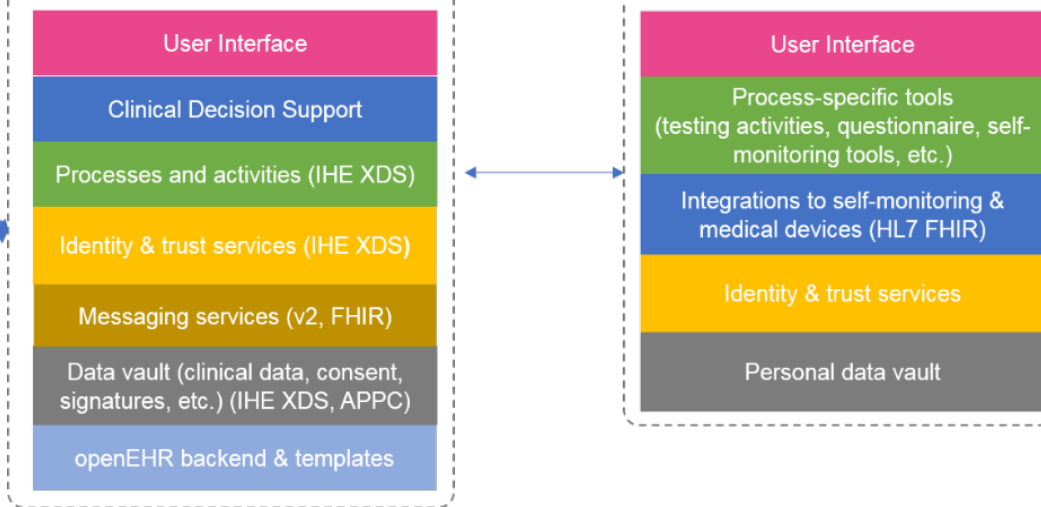 User Interface
Clinical Decision Support
Processes and activities (IHE XDS)
Identity & trust services (IHE XDS)
Messaging services (v2, FHIR)
Data vault (clinical data, consent,
signatures, etc.) (IHE XDS, APPC)
openEHR backend & templates
User Interface
Process-specific tools
(testing activities, questionnaire, self-
monitoring tools, etc.)
Integrations to self-monitoring &
medical devices (HL7 FHIR)
Identity & trust services
Personal data vault